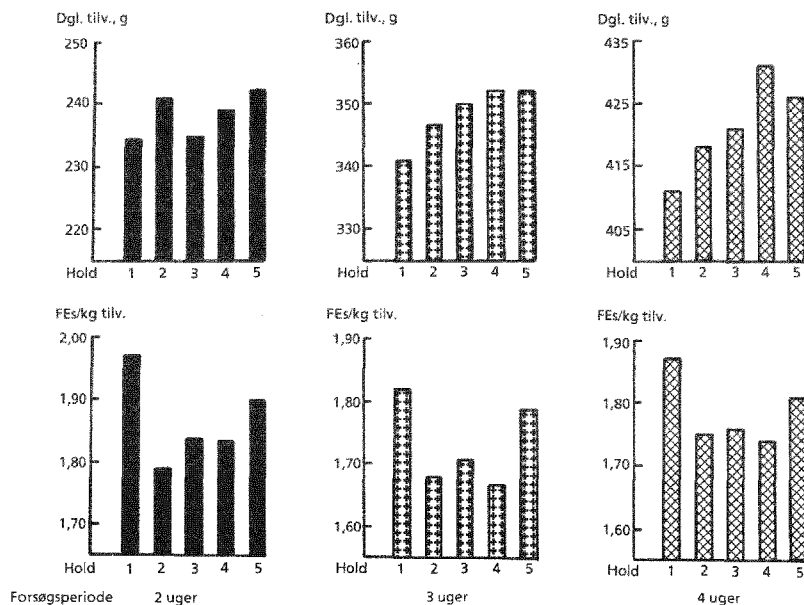 Dgl. tilv., g
250
240
230
220
Hold 1 2 3 4 5
Dgl. tilv., g
360
350
340
330
1 2 3 4 5
Dgl. tilv., g
435
425
415
405
Hold 1 2 3 4 5
FEs/kg tilv.
2,00
1,90
1,80
1,70
Hold 1 2 3 4 5
FEs/kg tilv.
1,90
1,80
1,70
1,60
Hold 1 2 3 4 5
FEs/kg tilv.
1,90
1,80
1,70
1,60
Hold 1 2 3 4 5
Forsøgsperiode 2 uger 3 uger 4 uger